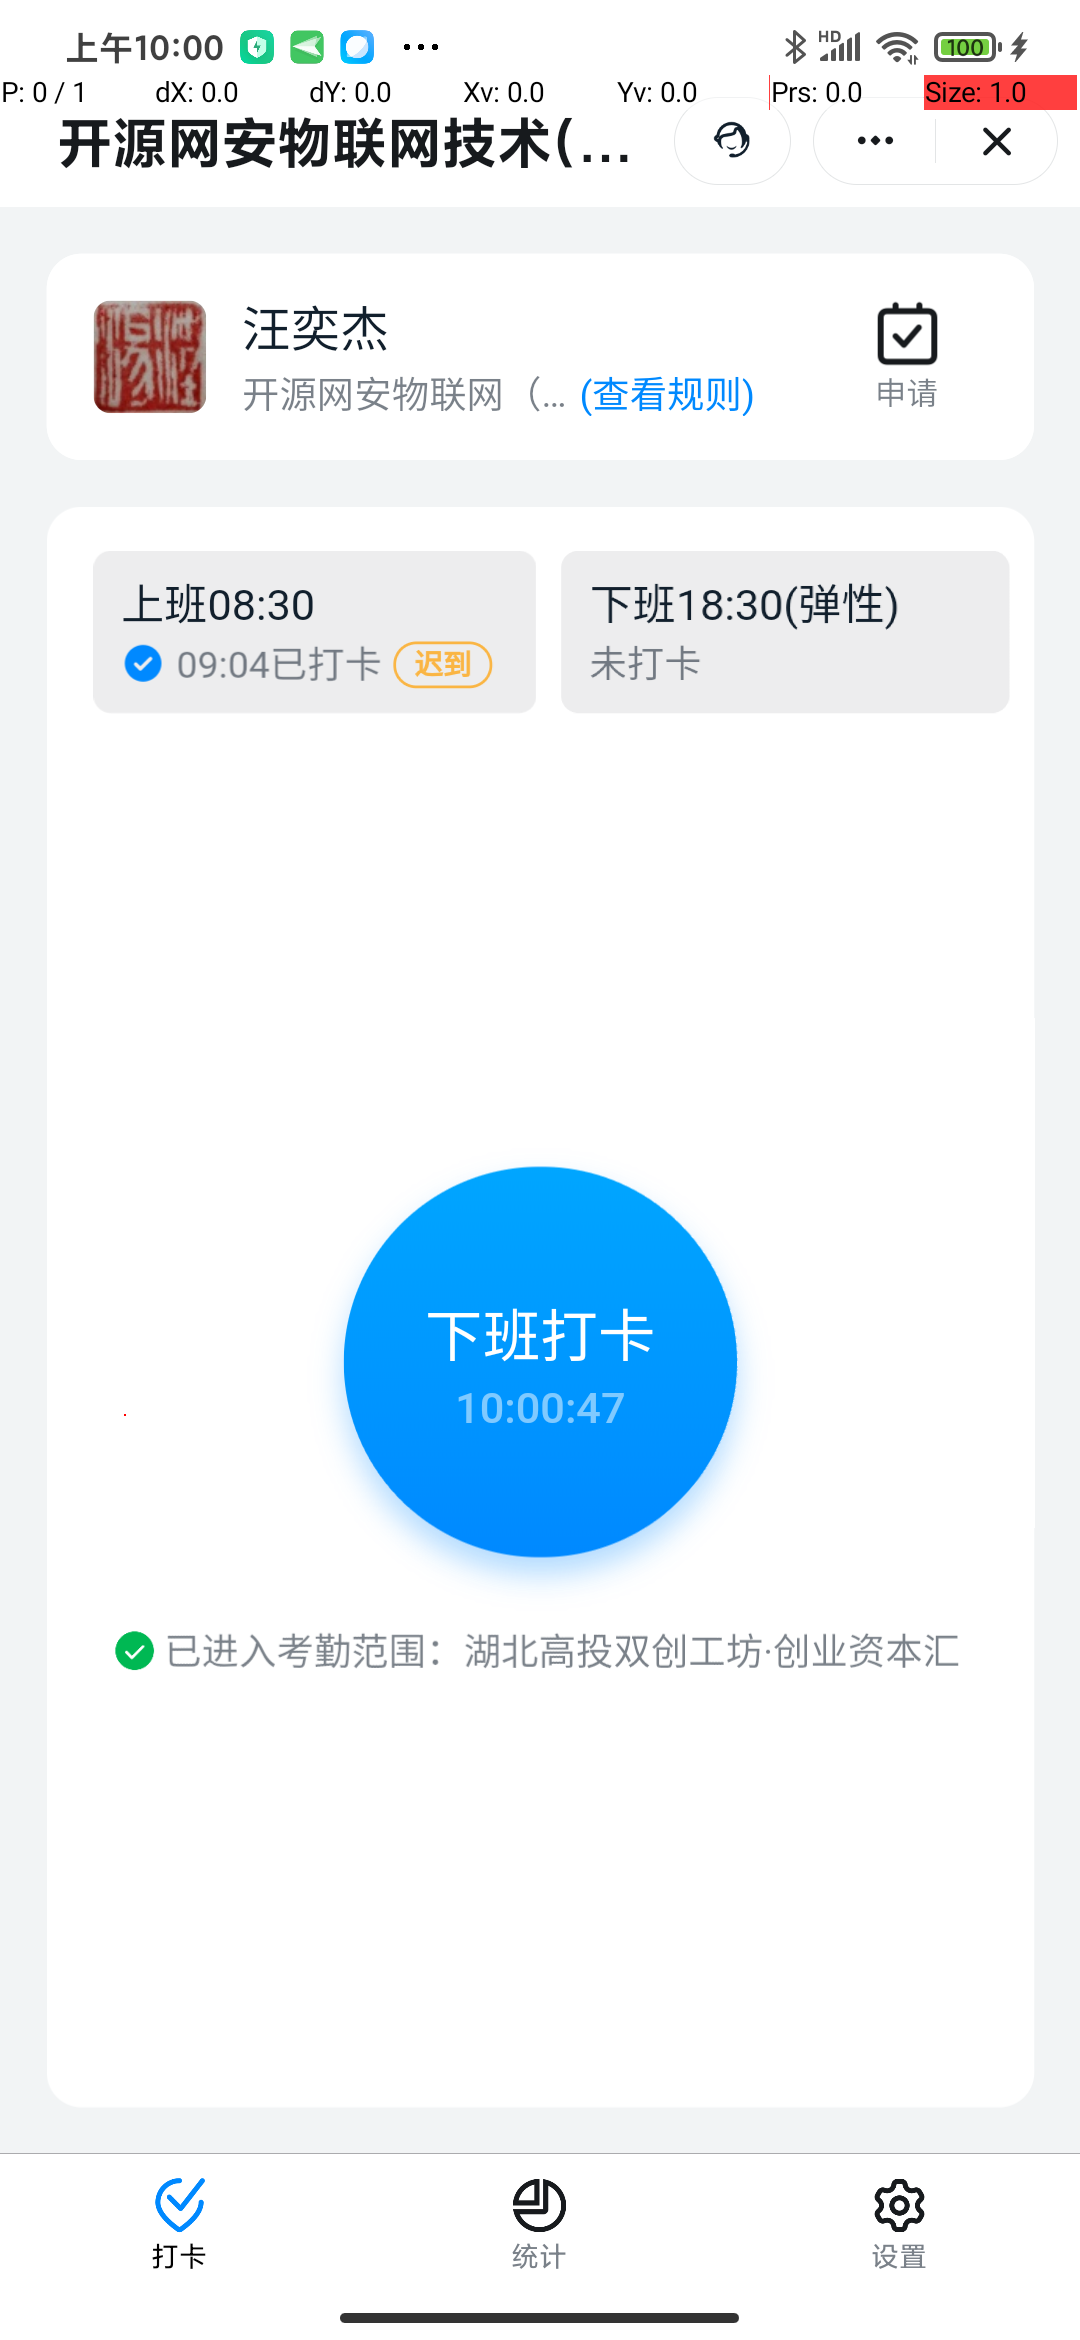 上午10:00 HD 100
P: 0 / 1 dX: 0.0 dY: 0.0 Xv: 0.0 Yv: 0.0 Prs: 0.0 Size: 1.0
开源网安物联网技术(...
汪奕杰
开源网安物联网（... (查看规则)
申请
上班08:30
09:04已打卡 迟到
下班18:30(弹性)
未打卡
下班打卡
10:00:47
已进入考勤范围：湖北高投双创工坊·创业资本汇
打卡 统计 设置